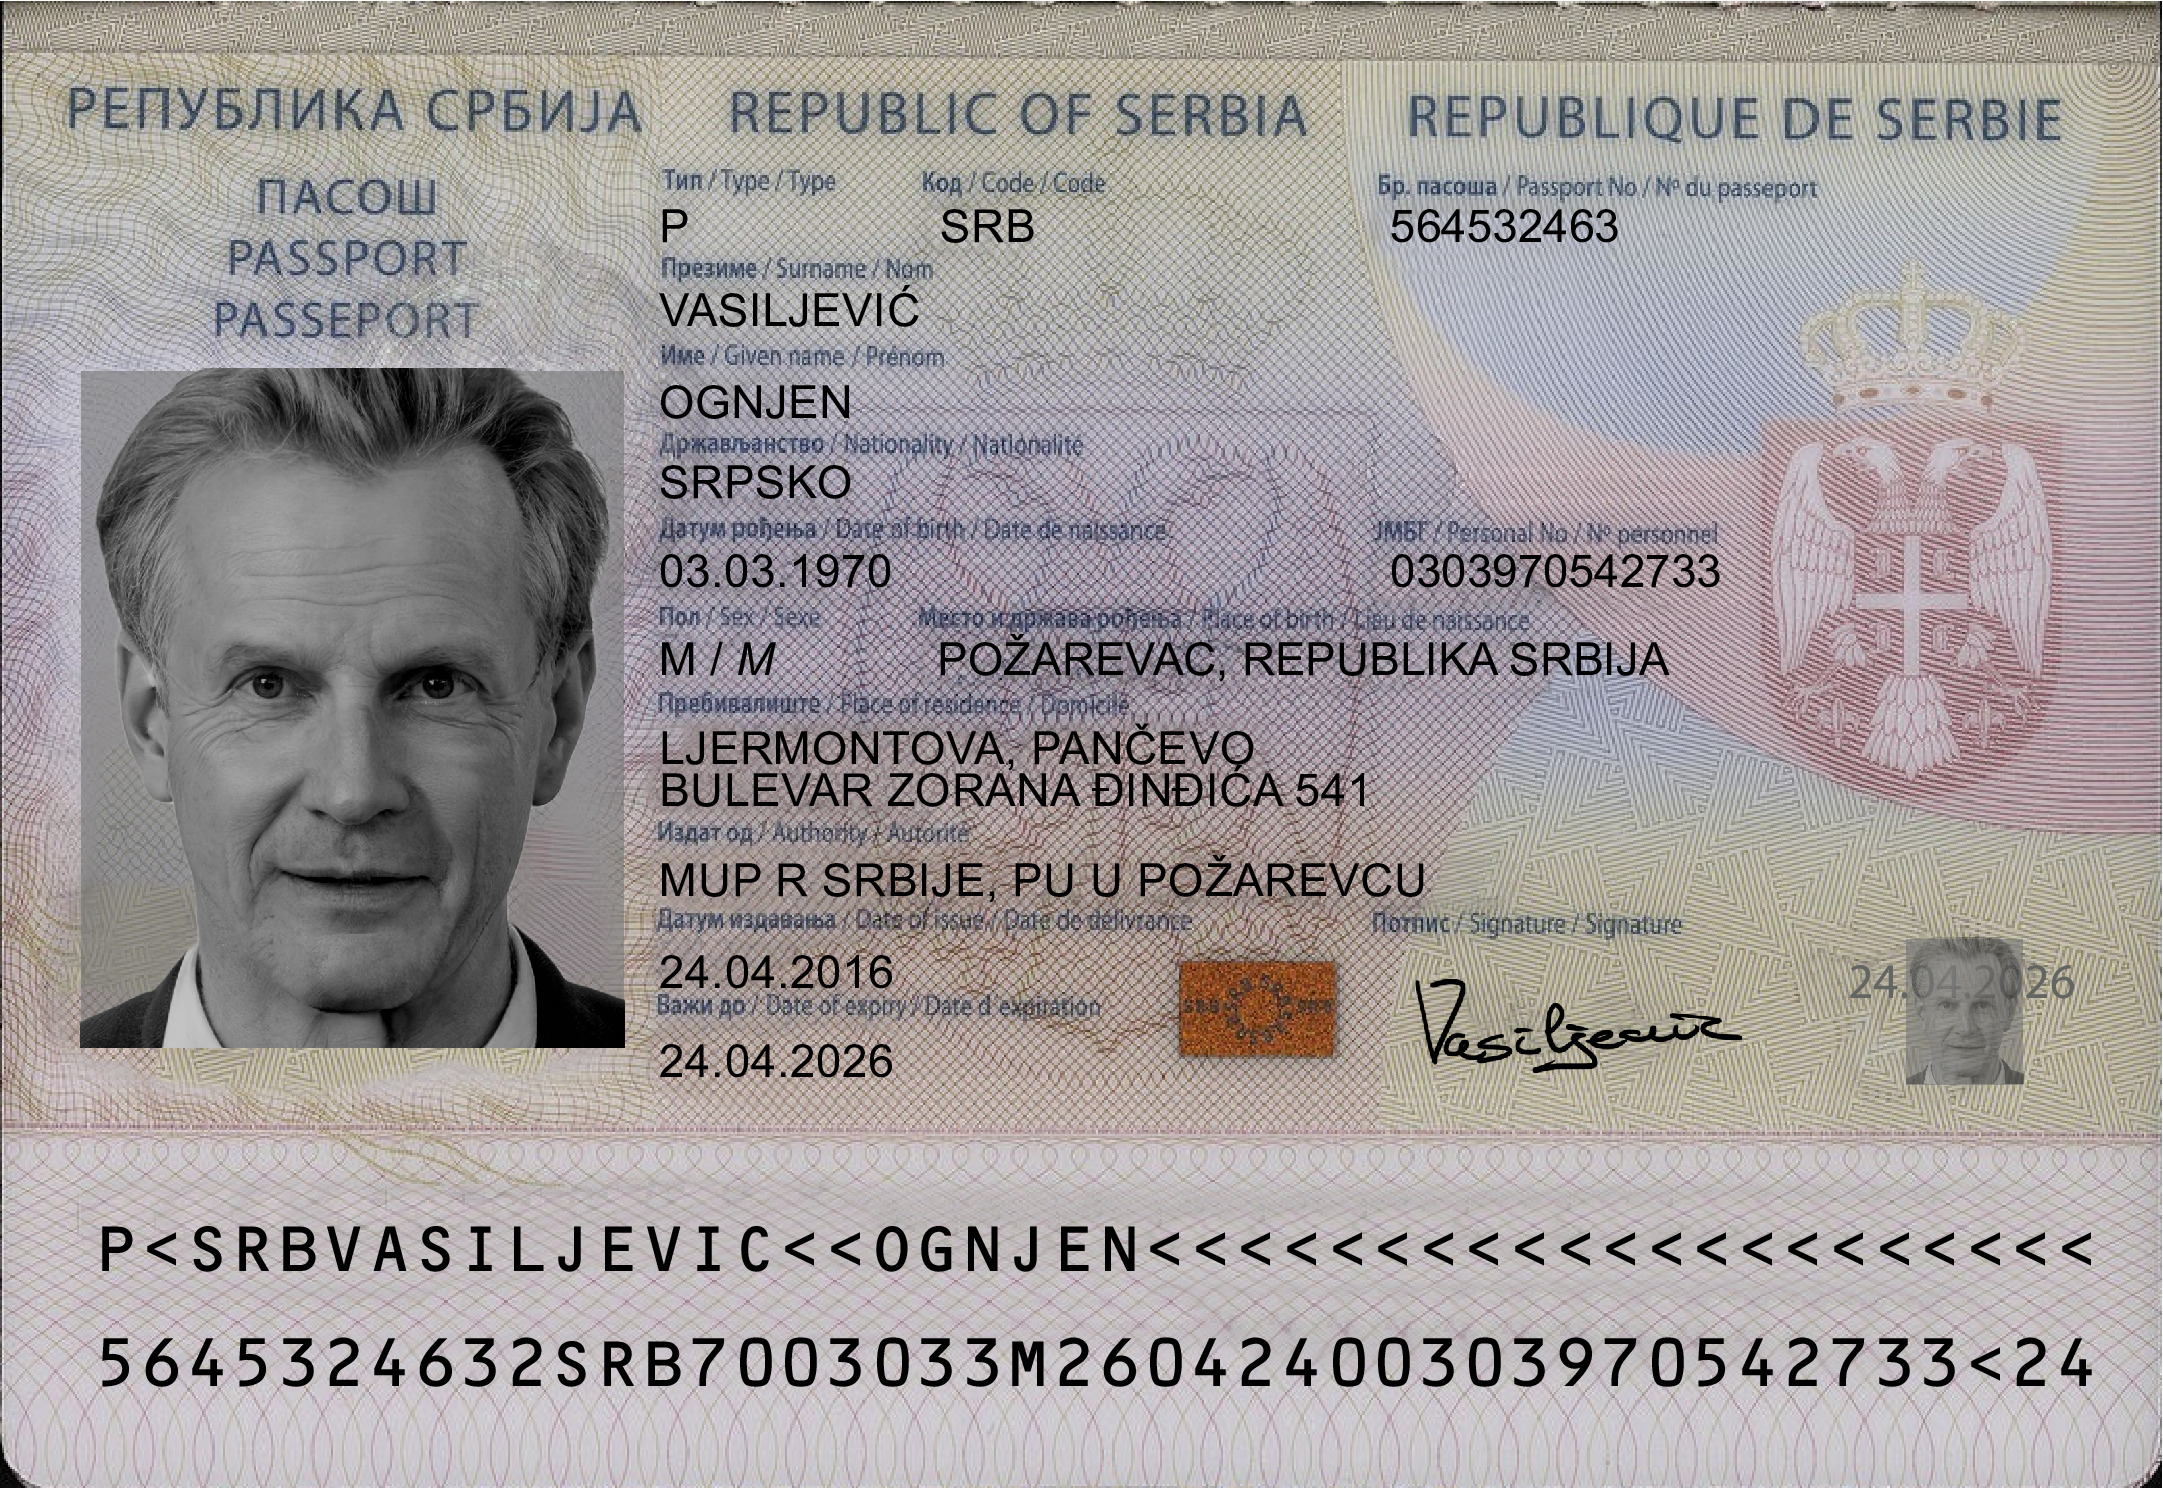 РЕПУБЛИКА СРБИЈА REPUBLIC OF SERBIA REPUBLIQUE DE SERBIE
ПАСОШ
PASSPORT
PASSEPORT
Тип / Type / Type Код / Code / Code Бр. пасоша / Passport No / Nº du passeport
P SRB 564532463
Презиме / Surname / Nom
VASILJEVIĆ
Име / Given name / Prénom
OGNJEN
Држављанство / Nationality / Nationalité
SRPSKO
Датум рођења / Date of birth / Date de naissance ЈМБГ / Personal No / Nº personnel
03.03.1970 0303970542733
Пол / Sex / Sexe Место и држава рођења / Place of birth / Lieu de naissance
M / M POŽAREVAC, REPUBLIKA SRBIJA
Пребивалиште / Place of residence / Domicile
LJERMONTOVA, PANČEVO
BULEVAR ZORANA ĐINĐIĆA 541
Издат од / Authority / Autorité
MUP R SRBIJE, PU U POŽAREVCU
Датум издавања / Date of issue / Date de délivrance Потпис / Signature / Signature
24.04.2016
Важи до / Date of expiry / Date d expiration
24.04.2026
Vasiljevic
24.04.2026
P<SRBVASILJEVIC<<OGNJEN<<<<<<<<<<<<<<<<<<<<<
5645324632SRB7003033M26042400303970542733<24